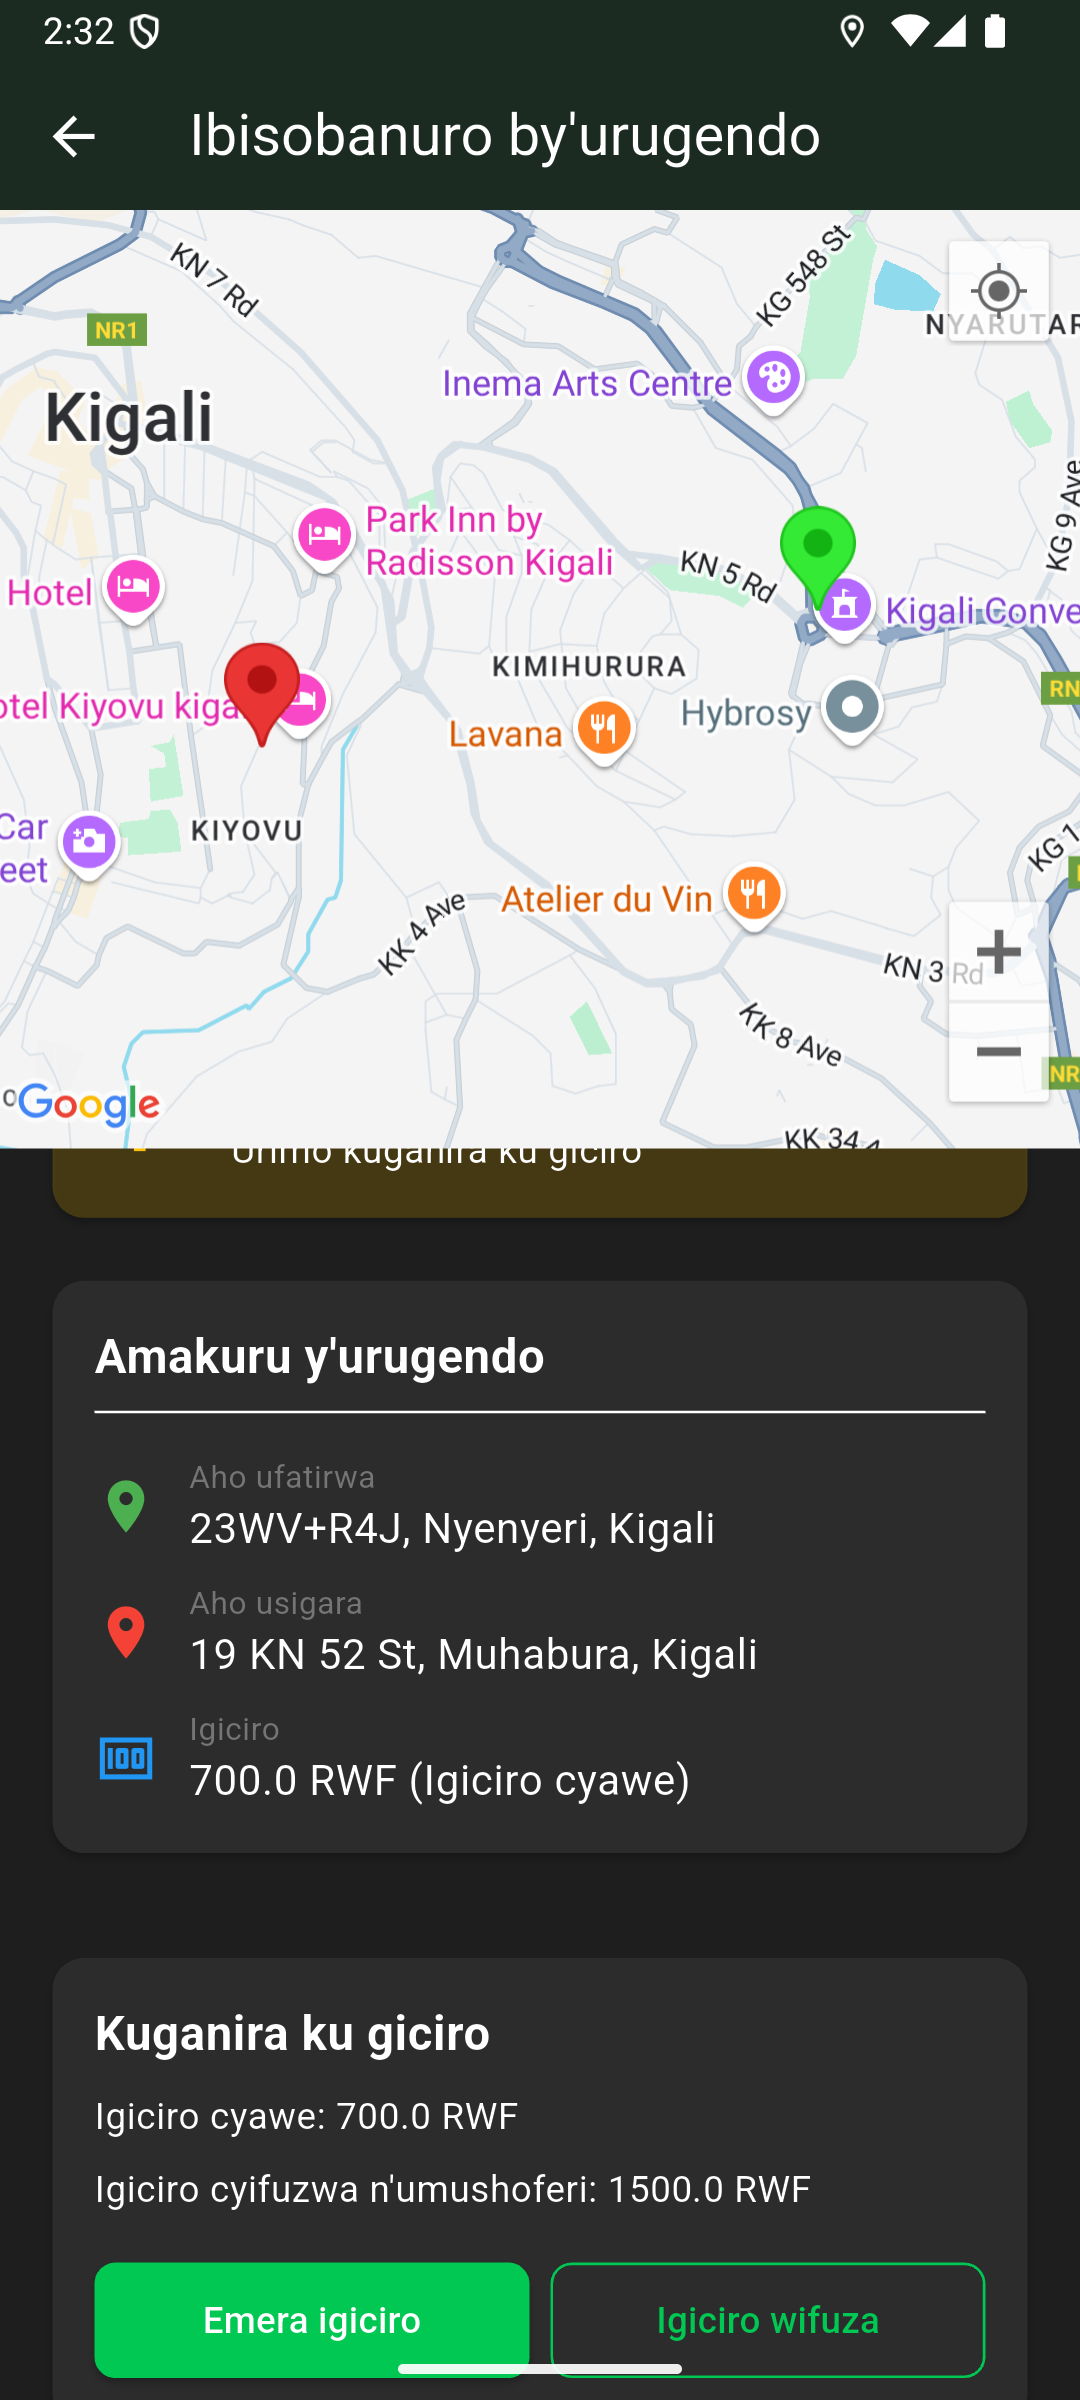 2:32
Ibisobanuro by'urugendo
KN 7 Rd
KG 548 St
NR1
NYARUTAR
Inema Arts Centre
Kigali
KG 9 Ave
Park Inn by
Radisson Kigali
KN 5 Rd
Hotel
Kigali Conve
KIMIHURURA
RN
otel Kiyovu kiga
Hybrosy
Lavana
Car
eet
KIYOVU
KG 1
Atelier du Vin
KK 4 Ave
KN 3 Rd
KK 8 Ave
NR
Google
KK 34 A
Urimo kuganira ku giciro
Amakuru y'urugendo
Aho ufatirwa
23WV+R4J, Nyenyeri, Kigali
Aho usigara
19 KN 52 St, Muhabura, Kigali
100
Igiciro
700.0 RWF (Igiciro cyawe)
Kuganira ku giciro
Igiciro cyawe: 700.0 RWF
Igiciro cyifuzwa n'umushoferi: 1500.0 RWF
Emera igiciro
Igiciro wifuza